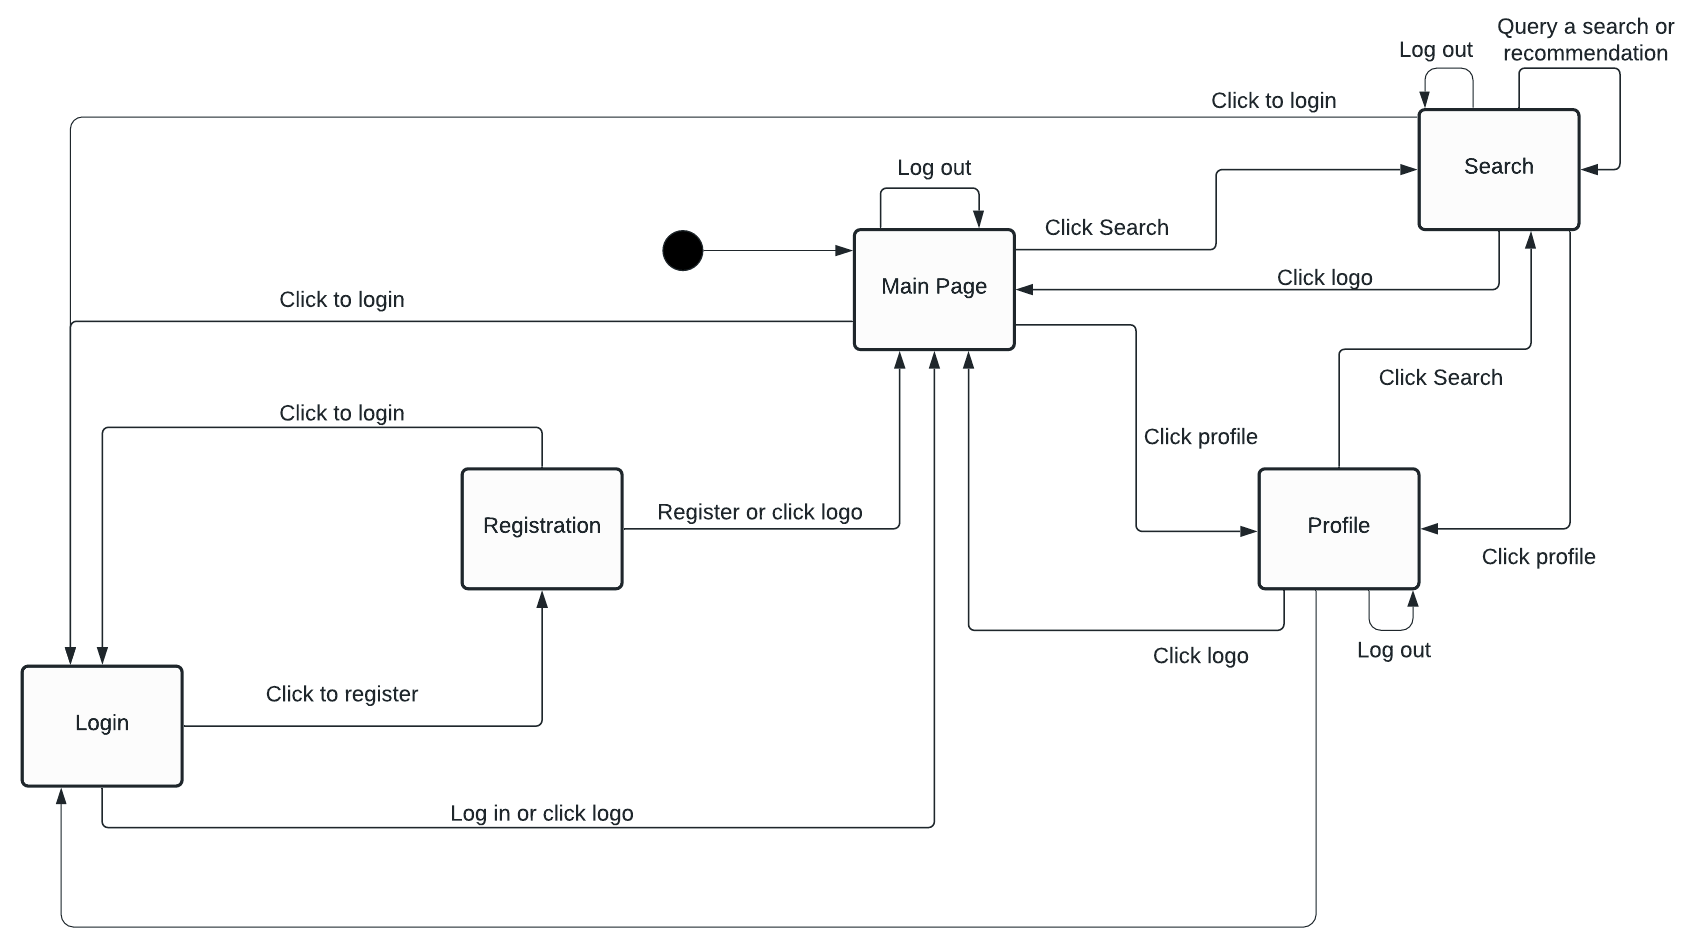 Query a search or
recommendation
Log out
Click to login
Search
Log out
Click Search
Click logo
Main Page
Click to login
Click Search
Click to login
Click profile
Register or click logo
Registration
Profile
Click profile
Click logo
Log out
Click to register
Login
Log in or click logo